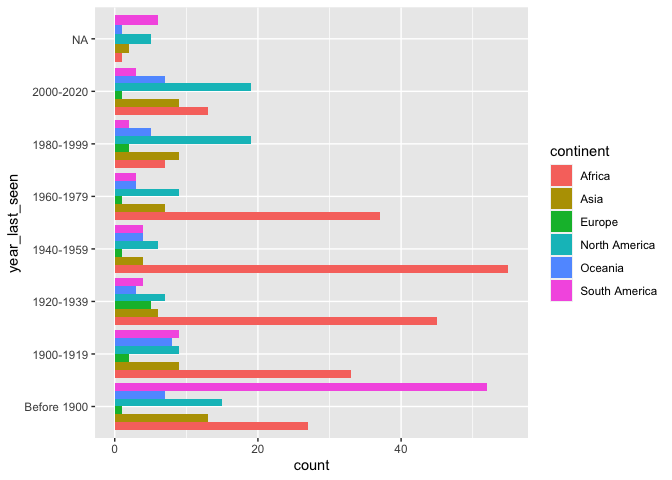 NA
2000-2020
1980-1999
1960-1979
1940-1959
1920-1939
1900-1919
Before 1900
year_last_seen
0
20
40
count
continent
Africa
Asia
Europe
North America
Oceania
South America